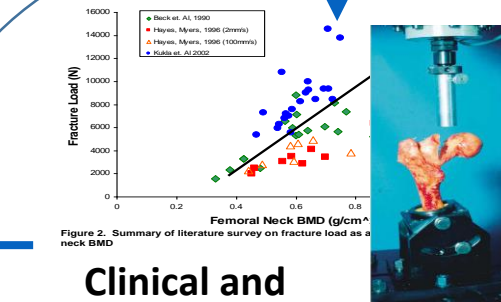 16000
14000
12000
10000
8000
6000
4000
2000
0
Fracture Load (N)
Beck et. Al, 1990
Hayes, Myers, 1996 (2mm/s)
Hayes, Myers, 1996 (100mm/s)
Kukla et. Al 2002
0 0.2 0.4 0.6 0.8
Femoral Neck BMD (g/cm^
Figure 2. Summary of literature survey on fracture load as a
neck BMD
Clinical and